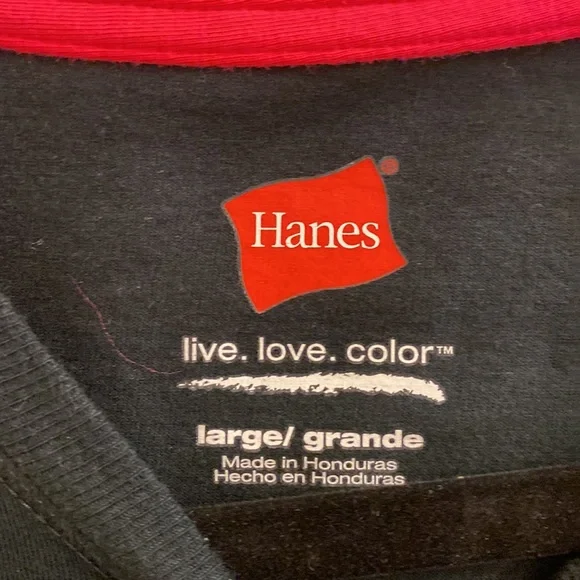 Hanes®
live. love. color™
large/ grande
Made in Honduras
Hecho en Honduras